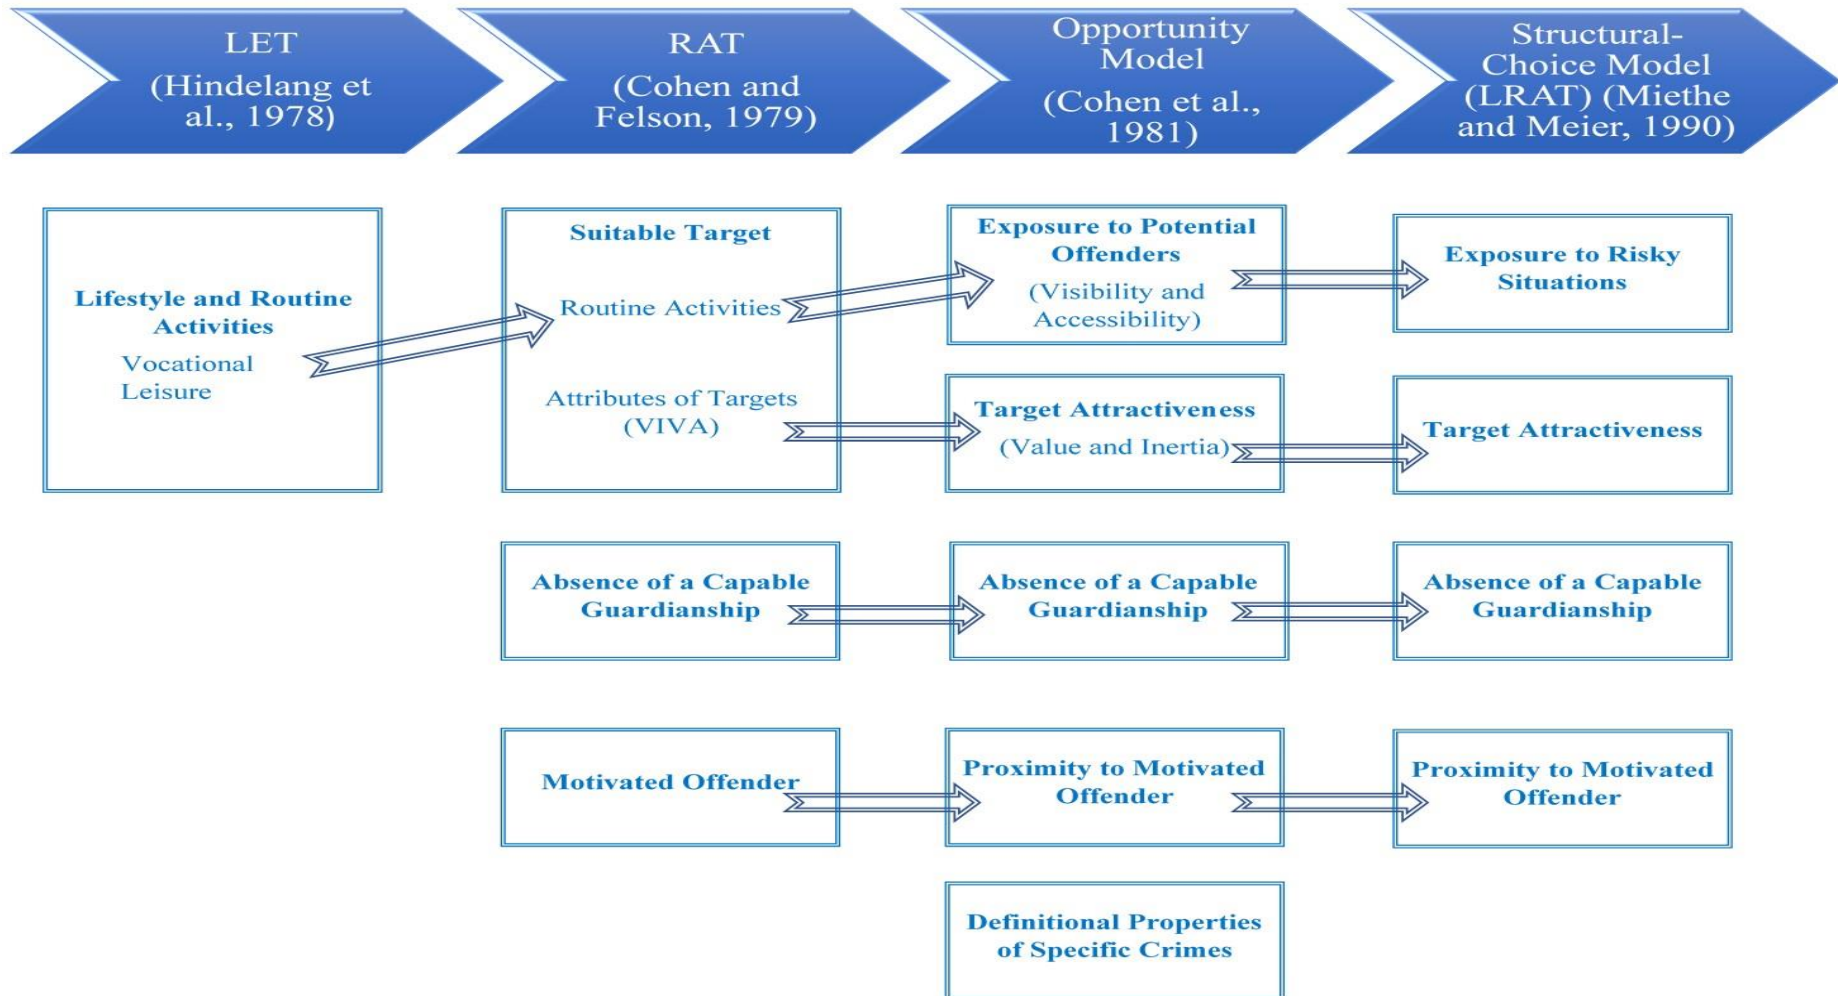 LET
(Hindelang et
al., 1978)
RAT
(Cohen and
Felson, 1979)
Opportunity
Model
(Cohen et al.,
1981)
Structural-
Choice Model
(LRAT) (Miethe
and Meier, 1990)
Lifestyle and Routine
Activities
Vocational
Leisure
Suitable Target
Routine Activities
Attributes of Targets
(VIVA)
Exposure to Potential
Offenders
(Visibility and
Accessibility)
Exposure to Risky
Situations
Target Attractiveness
(Value and Inertia)
Target Attractiveness
Absence of a Capable
Guardianship
Absence of a Capable
Guardianship
Absence of a Capable
Guardianship
Motivated Offender
Proximity to Motivated
Offender
Proximity to Motivated
Offender
Definitional Properties
of Specific Crimes